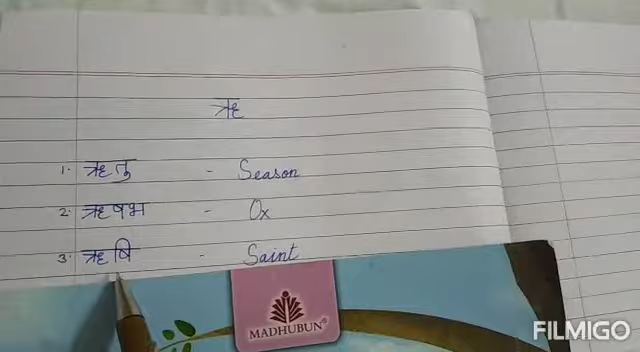 ऋ
1. ऋतु - Season
2. ऋषभ - Ox
3. ऋषि - Saint
MADHUBUN®
FILMIGO